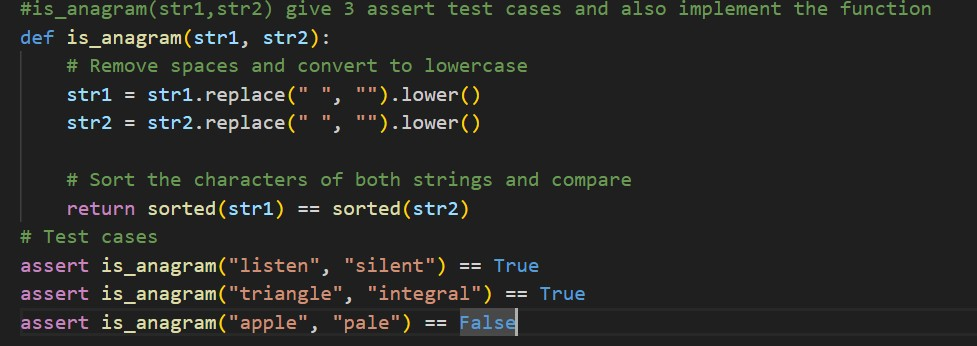 #is_anagram(str1,str2) give 3 assert test cases and also implement the function
def is_anagram(str1, str2):
    # Remove spaces and convert to lowercase
    str1 = str1.replace(" ", "").lower()
    str2 = str2.replace(" ", "").lower()

    # Sort the characters of both strings and compare
    return sorted(str1) == sorted(str2)
# Test cases
assert is_anagram("listen", "silent") == True
assert is_anagram("triangle", "integral") == True
assert is_anagram("apple", "pale") == False